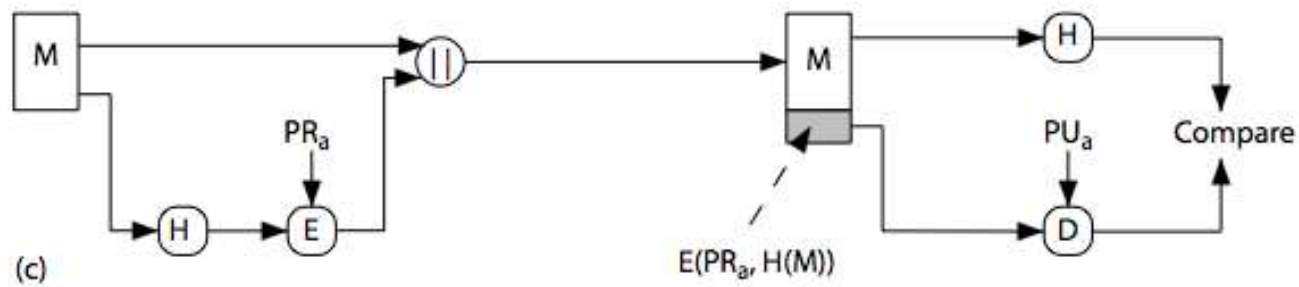 M
||
M
H
PRₐ
PUₐ
Compare
H
E
D
E(PRₐ, H(M))
(c)